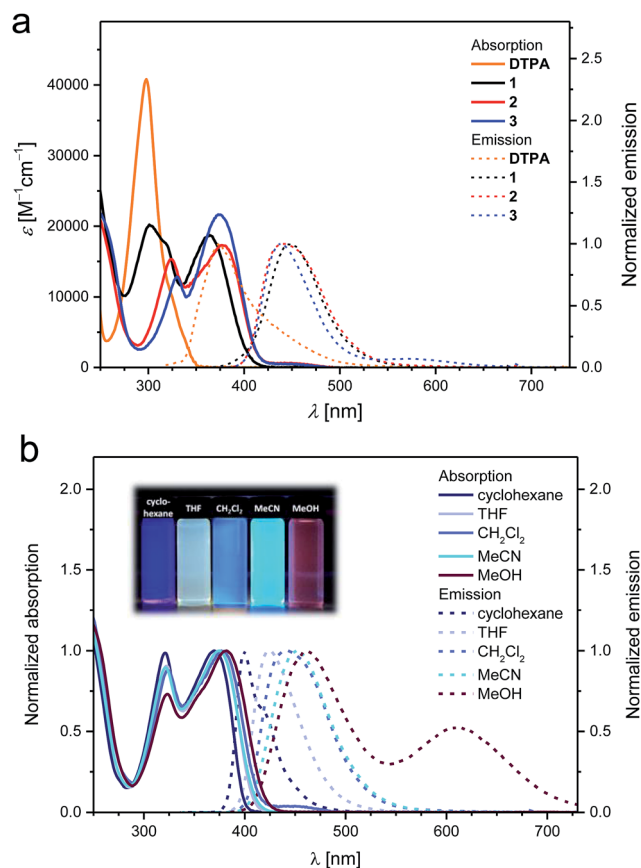 a
Absorption
DTPA
1
2
3
Emission
DTPA
1
2
3
40000
30000
20000
10000
0
2.5
2.0
1.5
1.0
0.5
0.0
300
400
500
600
700
ε [M⁻¹cm⁻¹]
Normalized emission
λ [nm]
b
Absorption
cyclohexane
THF
CH₂Cl₂
MeCN
MeOH
Emission
cyclohexane
THF
CH₂Cl₂
MeCN
MeOH
cyclo-
hexane
THF
CH₂Cl₂
MeCN
MeOH
2.0
1.5
1.0
0.5
0.0
2.0
1.5
1.0
0.5
0.0
300
400
500
600
700
Normalized absorption
Normalized emission
λ [nm]